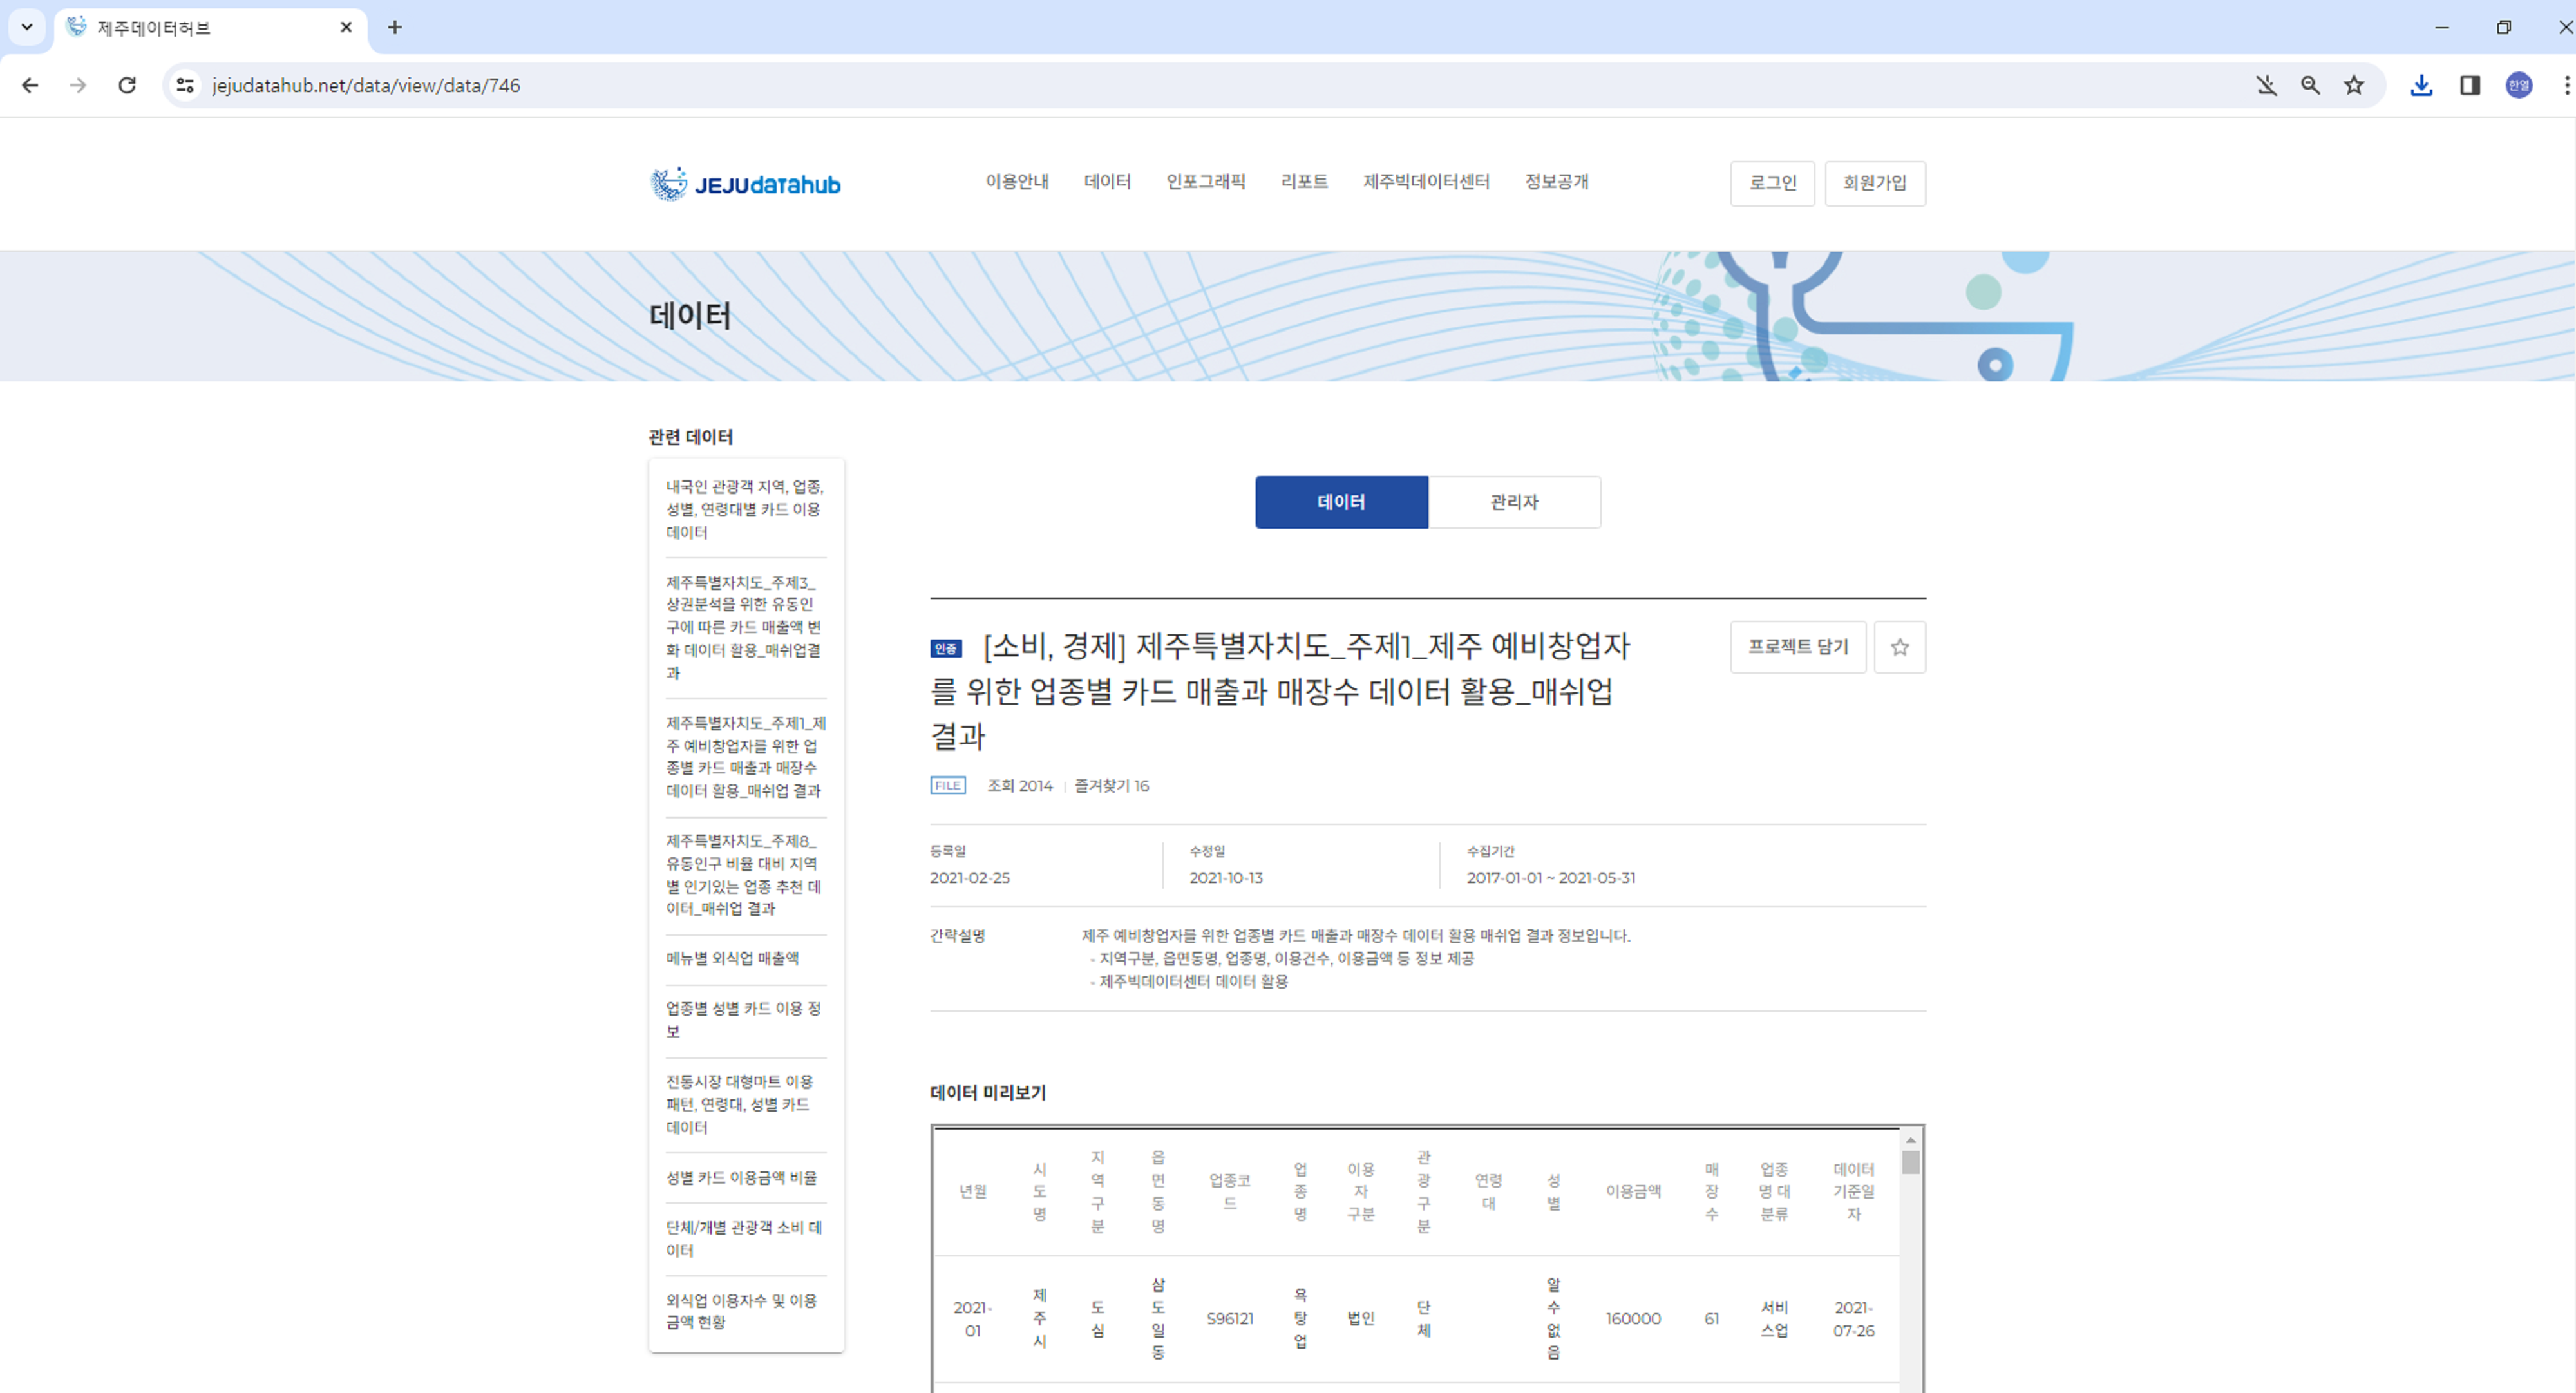 제주데이터허브
jejudatahub.net/data/view/data/746
한열
JEJUdatahub
이용안내 데이터 인포그래픽 리포트 제주빅데이터센터 정보공개 로그인 회원가입
데이터
관련 데이터
내국인 관광객 지역, 업종,
성별, 연령대별 카드 이용
데이터
제주특별자치도_주제3_
상권분석을 위한 유동인
구에 따른 카드 매출액 변
화 데이터 활용_매쉬업결
과
제주특별자치도_주제1_제
주 예비창업자를 위한 업
종별 카드 매출과 매장수
데이터 활용_매쉬업 결과
제주특별자치도_주제8_
유동인구 비율 대비 지역
별 인기있는 업종 추천 데
이터_매쉬업 결과
메뉴별 외식업 매출액
업종별 성별 카드 이용 정
보
전통시장 대형마트 이용
패턴, 연령대, 성별 카드
데이터
성별 카드 이용금액 비율
단체/개별 관광객 소비 데
이터
외식업 이용자수 및 이용
금액 현황
데이터 관리자
인증 [소비, 경제] 제주특별자치도_주제1_제주 예비창업자
를 위한 업종별 카드 매출과 매장수 데이터 활용_매쉬업
결과
프로젝트 담기
FILE 조회 2014 즐겨찾기 16
등록일 수정일 수집기간
2021-02-25 2021-10-13 2017-01-01 ~ 2021-05-31
간략설명 제주 예비창업자를 위한 업종별 카드 매출과 매장수 데이터 활용 매쉬업 결과 정보입니다.
- 지역구분, 읍면동명, 업종명, 이용건수, 이용금액 등 정보 제공
- 제주빅데이터센터 데이터 활용
데이터 미리보기
년월 시도명 지역구분 읍면동명 업종코드 업종명 이용자구분 관광구분 연령대 성별 이용금액 매장수 업종명 대분류 데이터기준일자
2021-01 제주시 도심 삼도일동 S96121 욕탕업 법인 단체 알수없음 160000 61 서비스업 2021-07-26